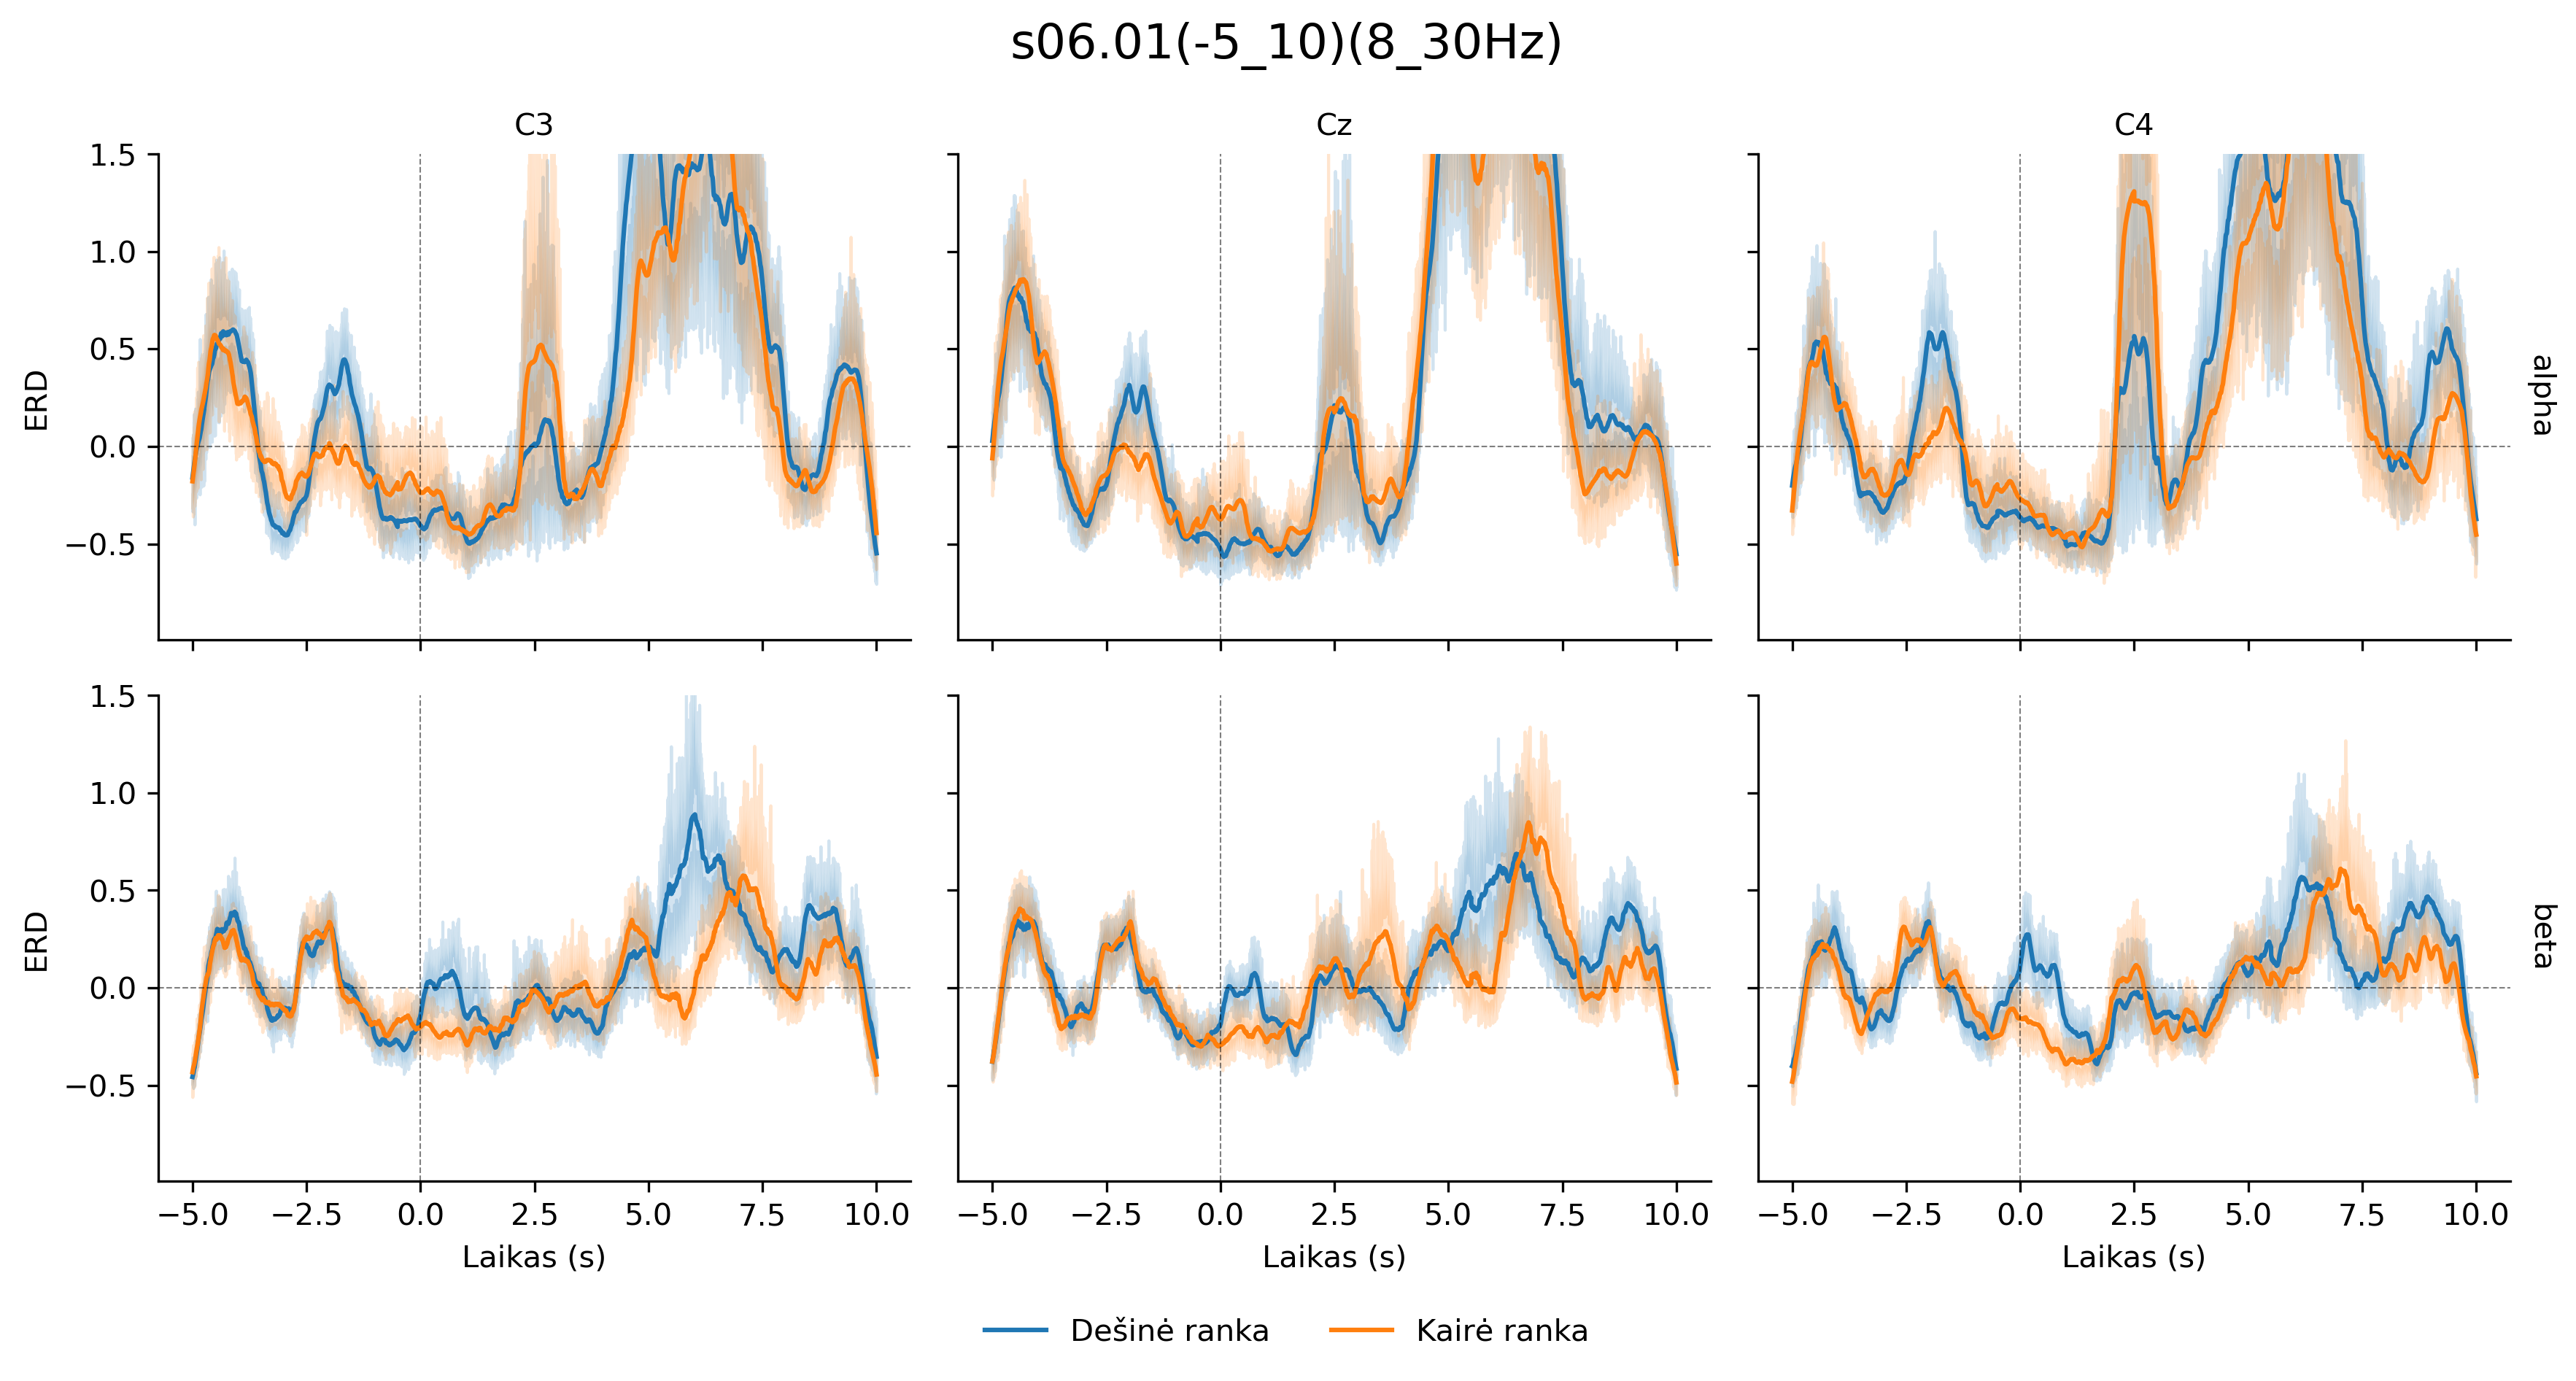 s06.01(-5_10)(8_30Hz)
C3 Cz C4
1.5
1.0
0.5
0.0
−0.5
ERD
alpha
1.5
1.0
0.5
0.0
−0.5
ERD
beta
−5.0 −2.5 0.0 2.5 5.0 7.5 10.0 −5.0 −2.5 0.0 2.5 5.0 7.5 10.0 −5.0 −2.5 0.0 2.5 5.0 7.5 10.0
Laikas (s) Laikas (s) Laikas (s)
Dešinė ranka Kairė ranka